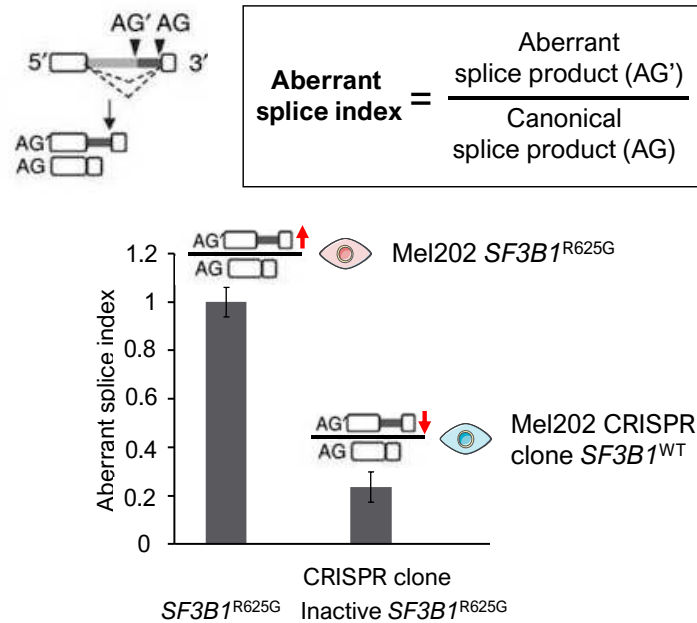 AG' AG
5' 3'
AG'
AG
Aberrant
splice index
=
Aberrant
splice product (AG')
Canonical
splice product (AG)
AG'
AG
Mel202 SF3B1R625G
Aberrant splice index
1.2
1
0.8
0.6
0.4
0.2
0
AG'
AG
Mel202 CRISPR
clone SF3B1WT
SF3B1R625G
CRISPR clone
Inactive SF3B1R625G